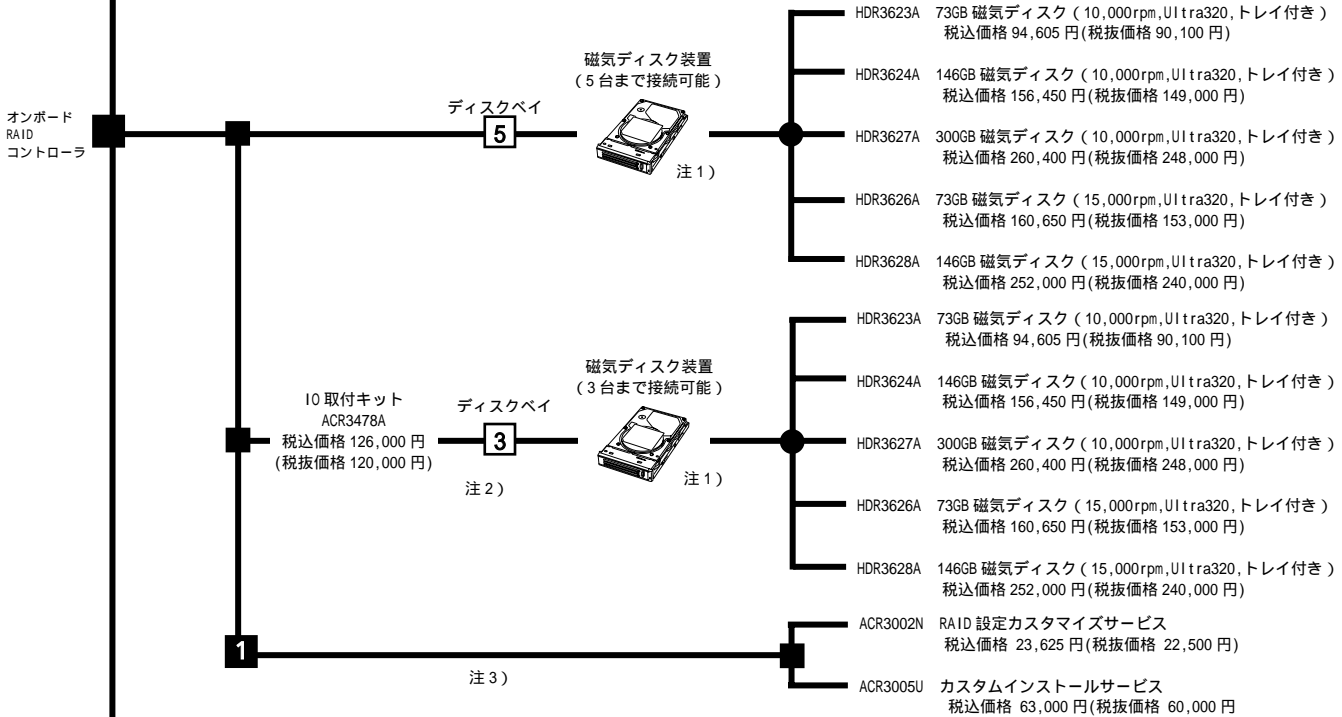 オンボード
RAID
コントローラ
ディスクベイ
5
磁気ディスク装置
(5台まで接続可能)
注1)
HDR3623A 73GB 磁気ディスク(10,000rpm,Ultra320,トレイ付き)
税込価格 94,605 円(税抜価格 90,100 円)
HDR3624A 146GB 磁気ディスク(10,000rpm,Ultra320,トレイ付き)
税込価格 156,450 円(税抜価格 149,000 円)
HDR3627A 300GB 磁気ディスク(10,000rpm,Ultra320,トレイ付き)
税込価格 260,400 円(税抜価格 248,000 円)
HDR3626A 73GB 磁気ディスク(15,000rpm,Ultra320,トレイ付き)
税込価格 160,650 円(税抜価格 153,000 円)
HDR3628A 146GB 磁気ディスク(15,000rpm,Ultra320,トレイ付き)
税込価格 252,000 円(税抜価格 240,000 円)
IO 取付キット
ACR3478A
税込価格 126,000 円
(税抜価格 120,000 円)
注2)
ディスクベイ
3
磁気ディスク装置
(3台まで接続可能)
注1)
HDR3623A 73GB 磁気ディスク(10,000rpm,Ultra320,トレイ付き)
税込価格 94,605 円(税抜価格 90,100 円)
HDR3624A 146GB 磁気ディスク(10,000rpm,Ultra320,トレイ付き)
税込価格 156,450 円(税抜価格 149,000 円)
HDR3627A 300GB 磁気ディスク(10,000rpm,Ultra320,トレイ付き)
税込価格 260,400 円(税抜価格 248,000 円)
HDR3626A 73GB 磁気ディスク(15,000rpm,Ultra320,トレイ付き)
税込価格 160,650 円(税抜価格 153,000 円)
HDR3628A 146GB 磁気ディスク(15,000rpm,Ultra320,トレイ付き)
税込価格 252,000 円(税抜価格 240,000 円)
1
注3)
ACR3002N RAID 設定カスタマイズサービス
税込価格 23,625 円(税抜価格 22,500 円)
ACR3005U カスタムインストールサービス
税込価格 63,000 円(税抜価格 60,000 円